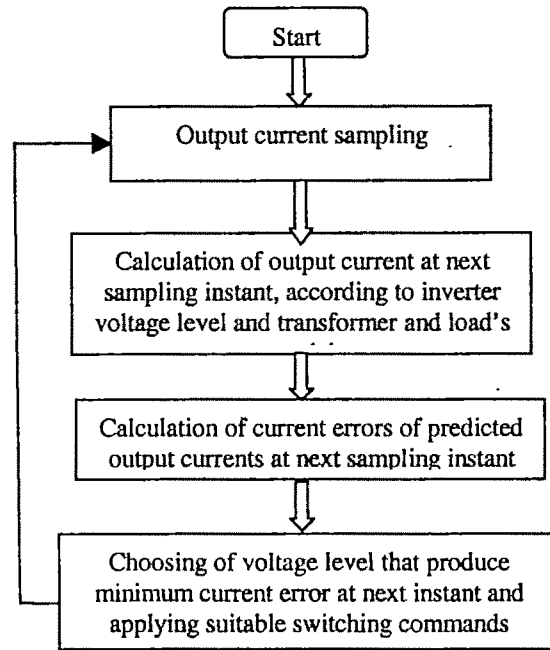 Start
Output current sampling
Calculation of output current at next
sampling instant, according to inverter
voltage level and transformer and load's
Calculation of current errors of predicted
output currents at next sampling instant
Choosing of voltage level that produce
minimum current error at next instant and
applying suitable switching commands